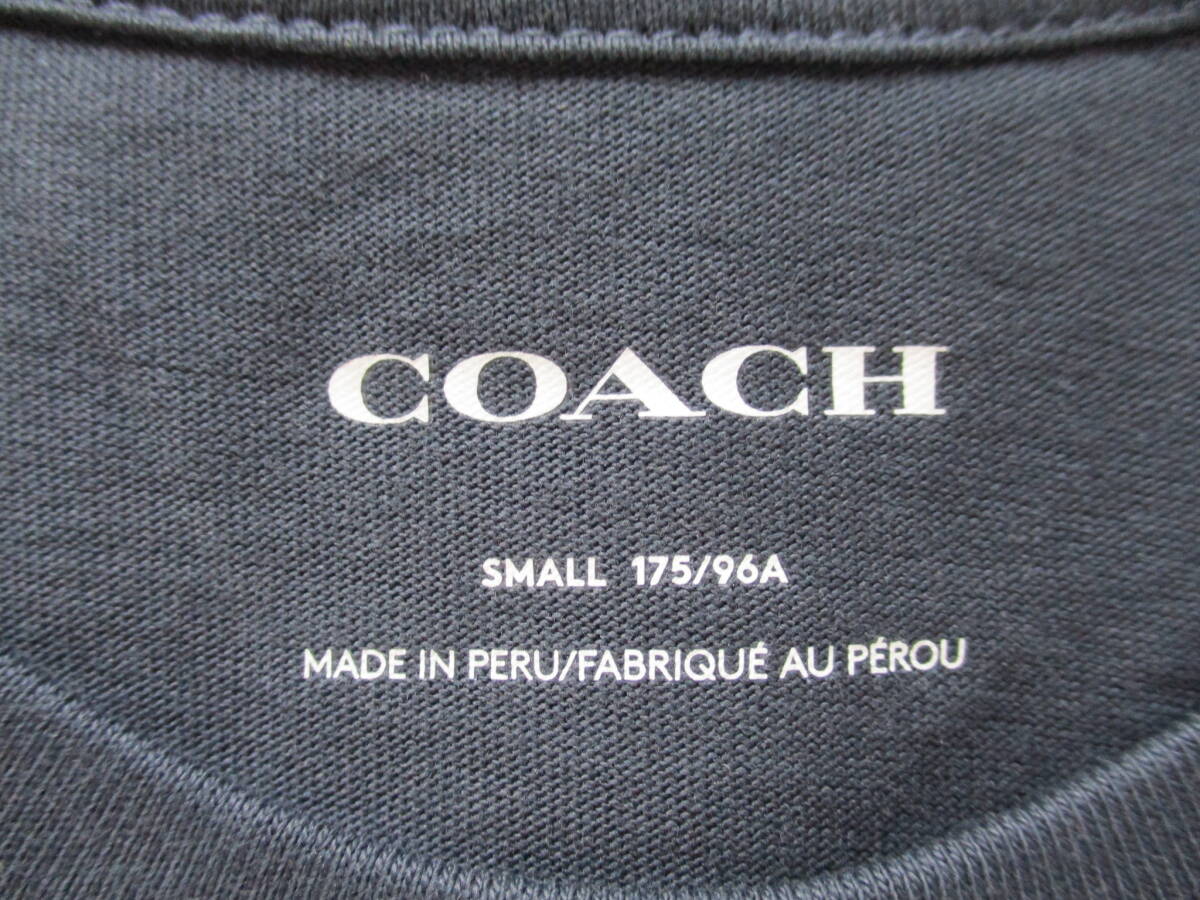 COACH
SMALL 175/96A
MADE IN PERU/FABRIQUÉ AU PÉROU